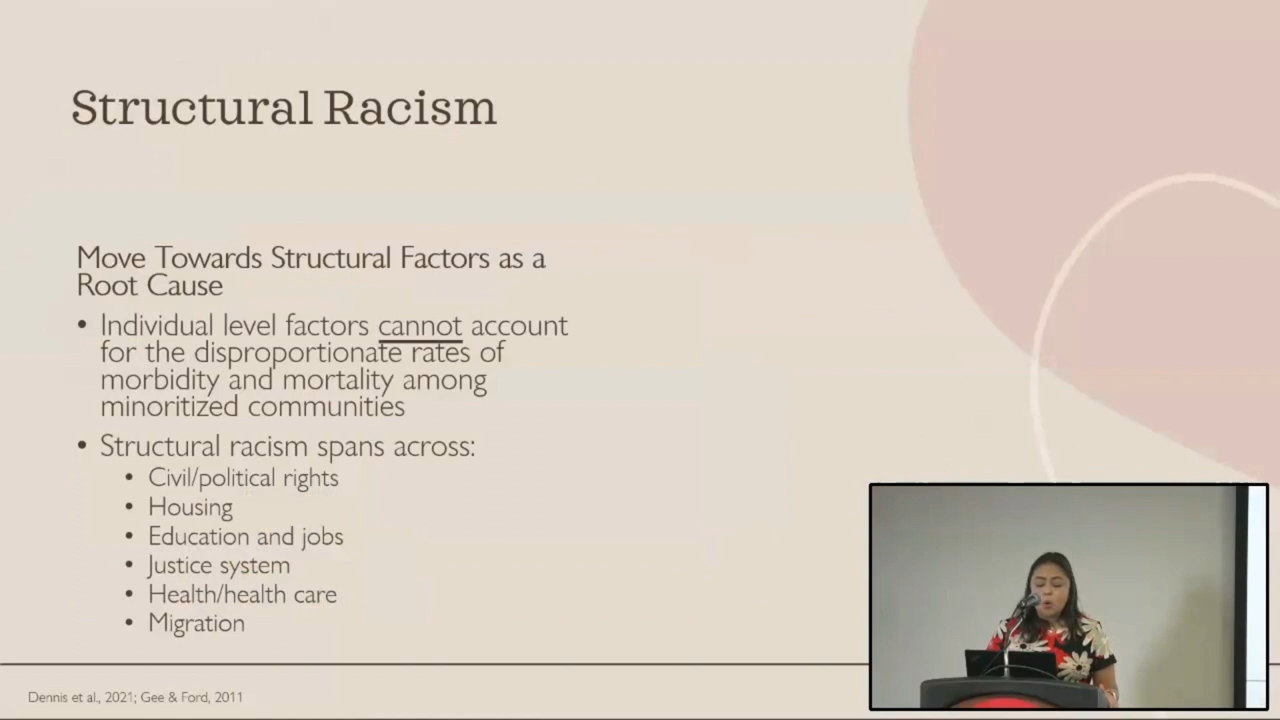 Structural Racism
Move Towards Structural Factors as a
Root Cause
• Individual level factors cannot account
for the disproportionate rates of
morbidity and mortality among
minoritized communities
• Structural racism spans across:
• Civil/political rights
• Housing
• Education and jobs
• Justice system
• Health/health care
• Migration
Dennis et al., 2021; Gee & Ford, 2011